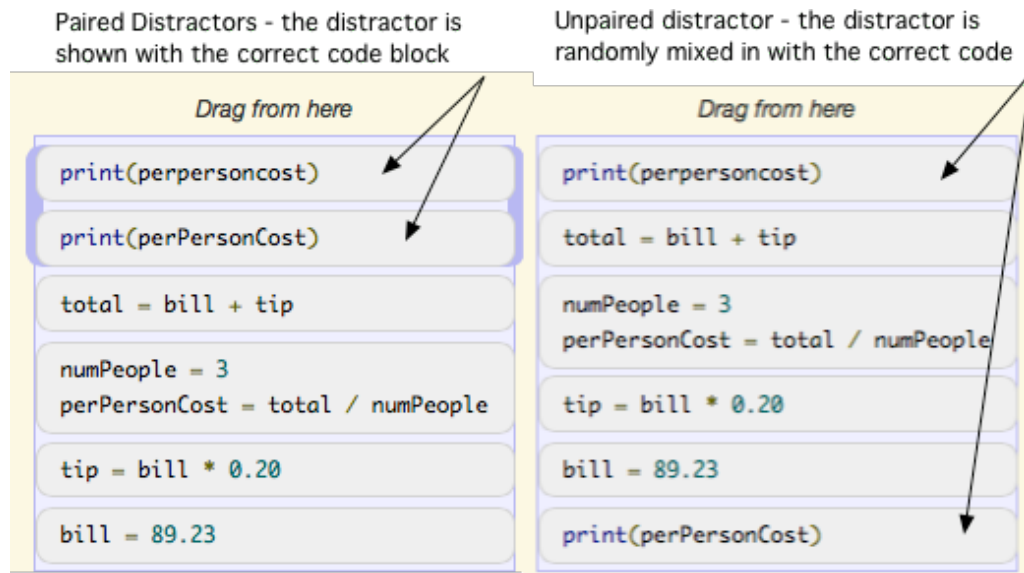 Paired Distractors - the distractor is
shown with the correct code block
Drag from here
print(perpersoncost)
print(perPersonCost)
total = bill + tip
numPeople = 3
perPersonCost = total / numPeople
tip = bill * 0.20
bill = 89.23
Unpaired distractor - the distractor is
randomly mixed in with the correct code
Drag from here
print(perpersoncost)
total = bill + tip
numPeople = 3
perPersonCost = total / numPeople
tip = bill * 0.20
bill = 89.23
print(perPersonCost)